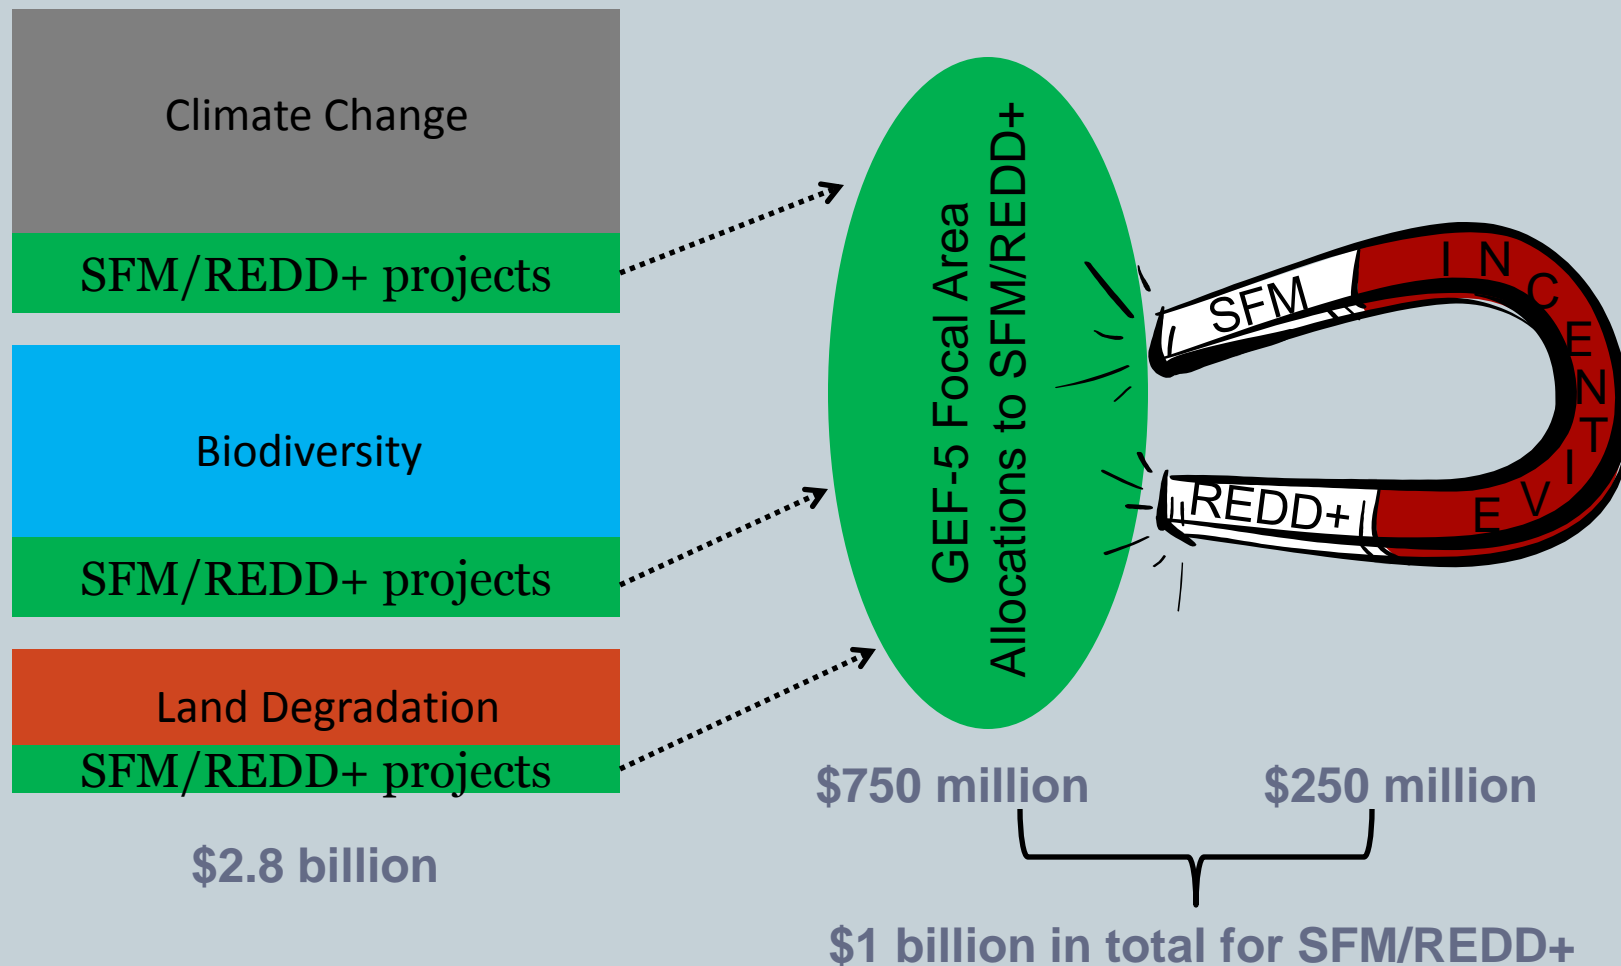 Climate Change
SFM/REDD+ projects
Biodiversity
SFM/REDD+ projects
Land Degradation
SFM/REDD+ projects
$2.8 billion
GEF-5 Focal Area
Allocations to SFM/REDD+
SFM
REDD+
INCENTIVE
$750 million
$250 million
$1 billion in total for SFM/REDD+